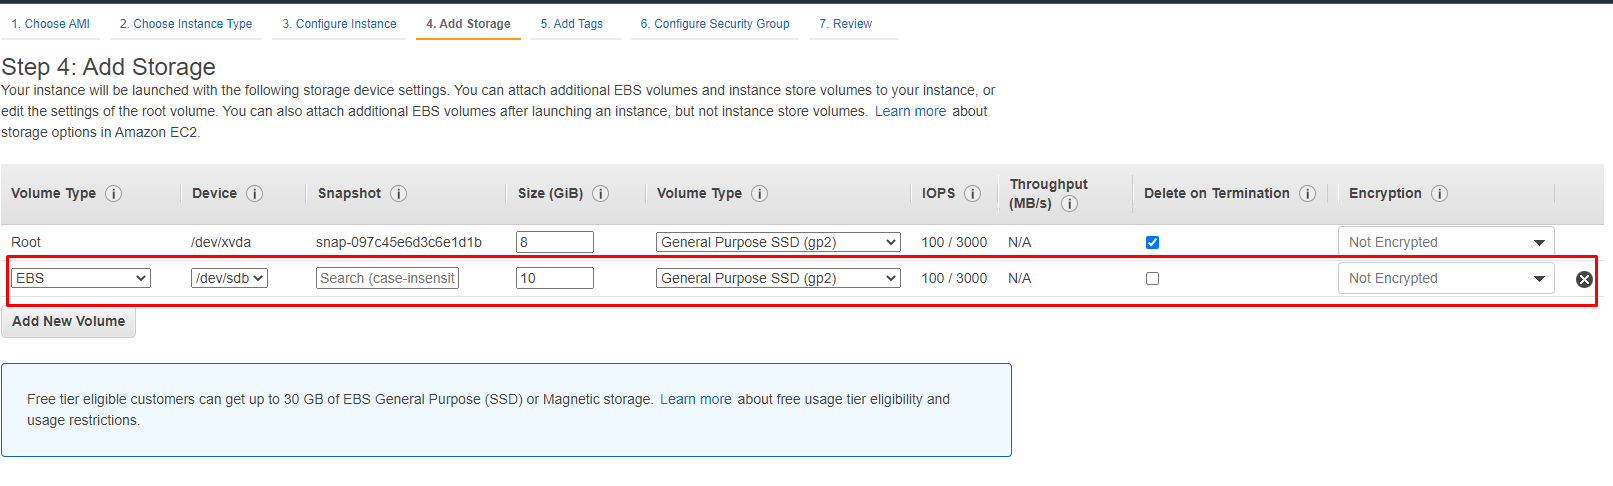 1. Choose AMI 2. Choose Instance Type 3. Configure Instance 4. Add Storage 5. Add Tags 6. Configure Security Group 7. Review
Step 4: Add Storage
Your instance will be launched with the following storage device settings. You can attach additional EBS volumes and instance store volumes to your instance, or
edit the settings of the root volume. You can also attach additional EBS volumes after launching an instance, but not instance store volumes. Learn more about
storage options in Amazon EC2.
Volume Type i Device i Snapshot i Size (GiB) i Volume Type i IOPS i Throughput (MB/s) i Delete on Termination i Encryption i
Root /dev/xvda snap-097c45e6d3c6e1d1b 8 General Purpose SSD (gp2) 100 / 3000 N/A Not Encrypted
EBS /dev/sdb Search (case-insensit 10 General Purpose SSD (gp2) 100 / 3000 N/A Not Encrypted
Add New Volume
Free tier eligible customers can get up to 30 GB of EBS General Purpose (SSD) or Magnetic storage. Learn more about free usage tier eligibility and
usage restrictions.